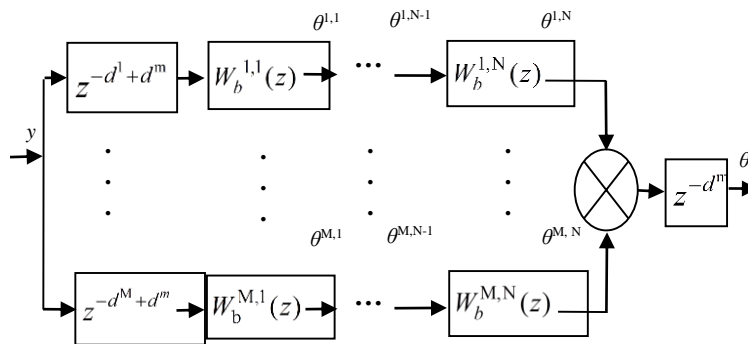 θ^{1,1} θ^{1,N-1} θ^{1,N}
z^{-d^1+d^m} W_b^{1,1}(z) ••• W_b^{1,N}(z)
y
z^{-d^m} θ
θ^{M,1} θ^{M,N-1} θ^{M,N}
z^{-d^M+d^m} W_b^{M,1}(z) ••• W_b^{M,N}(z)